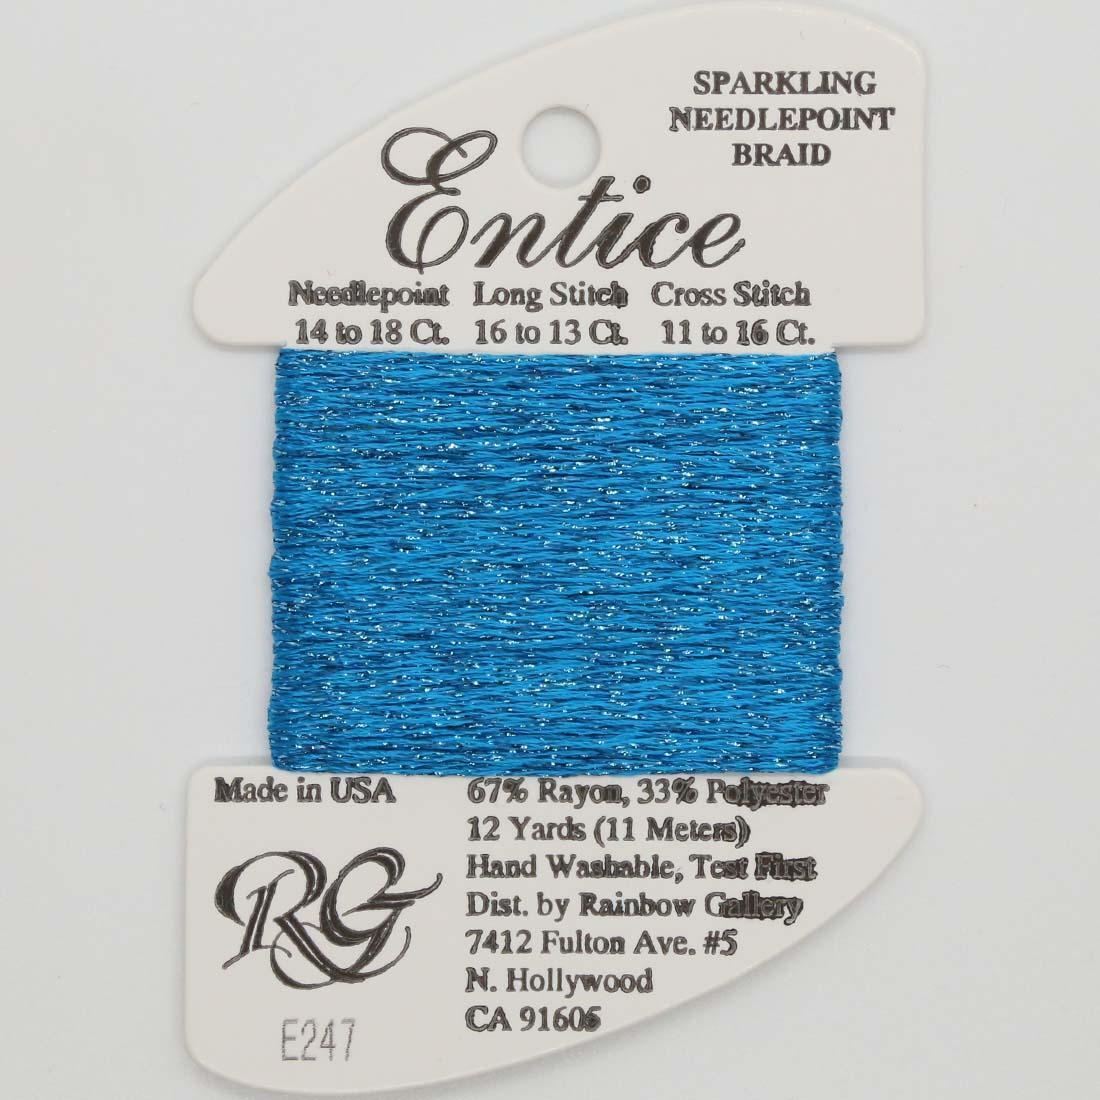 SPARKLING
NEEDLEPOINT
BRAID
Entice
Needlepoint Long Stitch Cross Stitch
14 to 18 Ct. 16 to 13 Ct. 11 to 16 Ct.
Made in USA
67% Rayon, 33% Polyester
12 Yards (11 Meters)
Hand Washable, Test First
Dist. by Rainbow Gallery
7412 Fulton Ave. #5
N. Hollywood
CA 91606
RG
E247